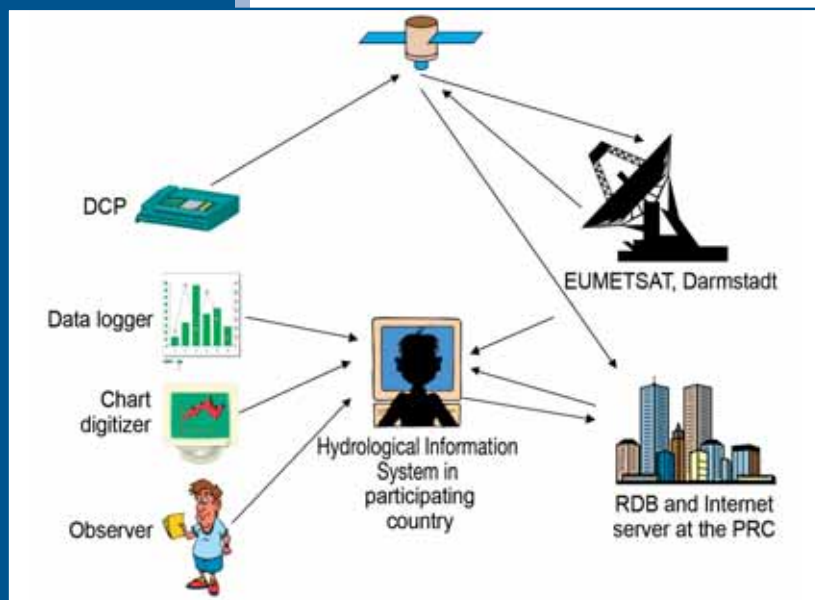 DCP
EUMETSAT, Darmstadt
Data logger
Chart
digitizer
Hydrological Information
System in
participating
country
RDB and Internet
server at the PRC
Observer